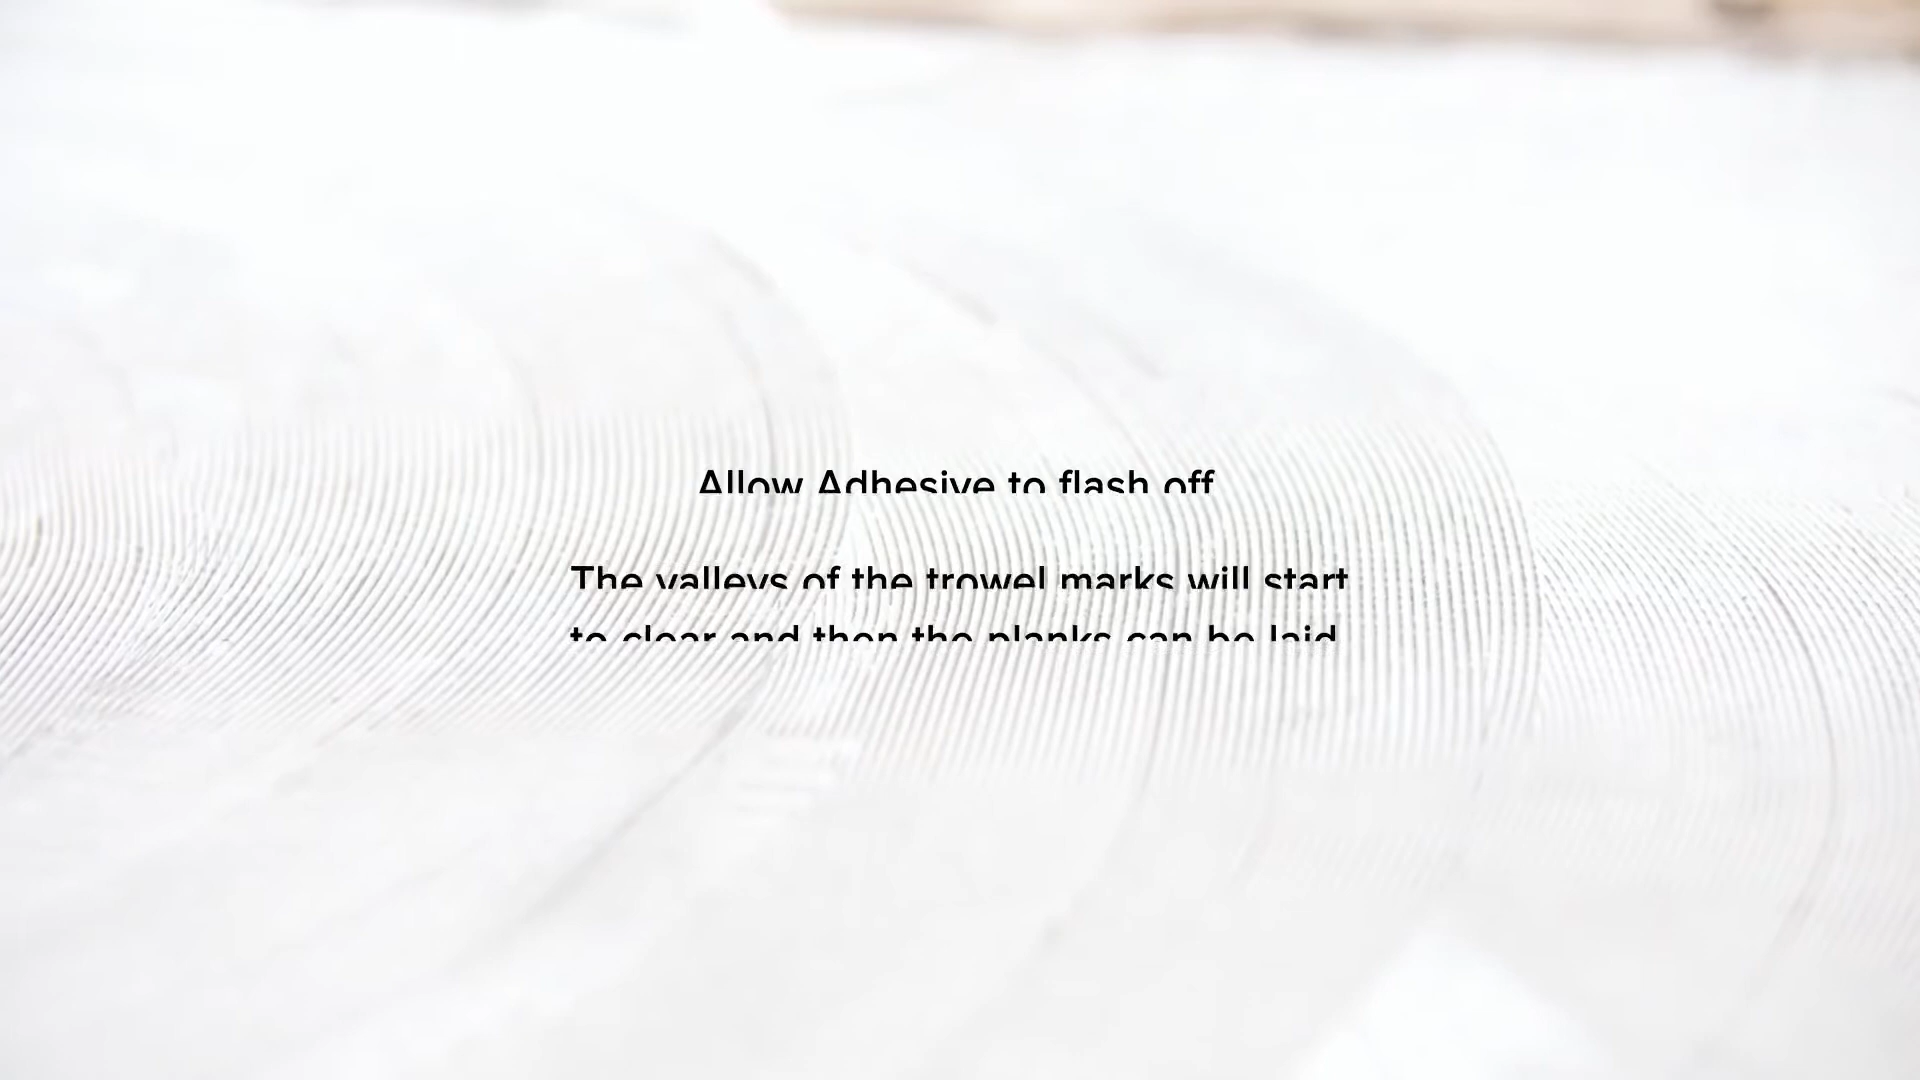 Allow Adhesive to flash off
The valleys of the trowel marks will start
to clear and then the planks can be laid